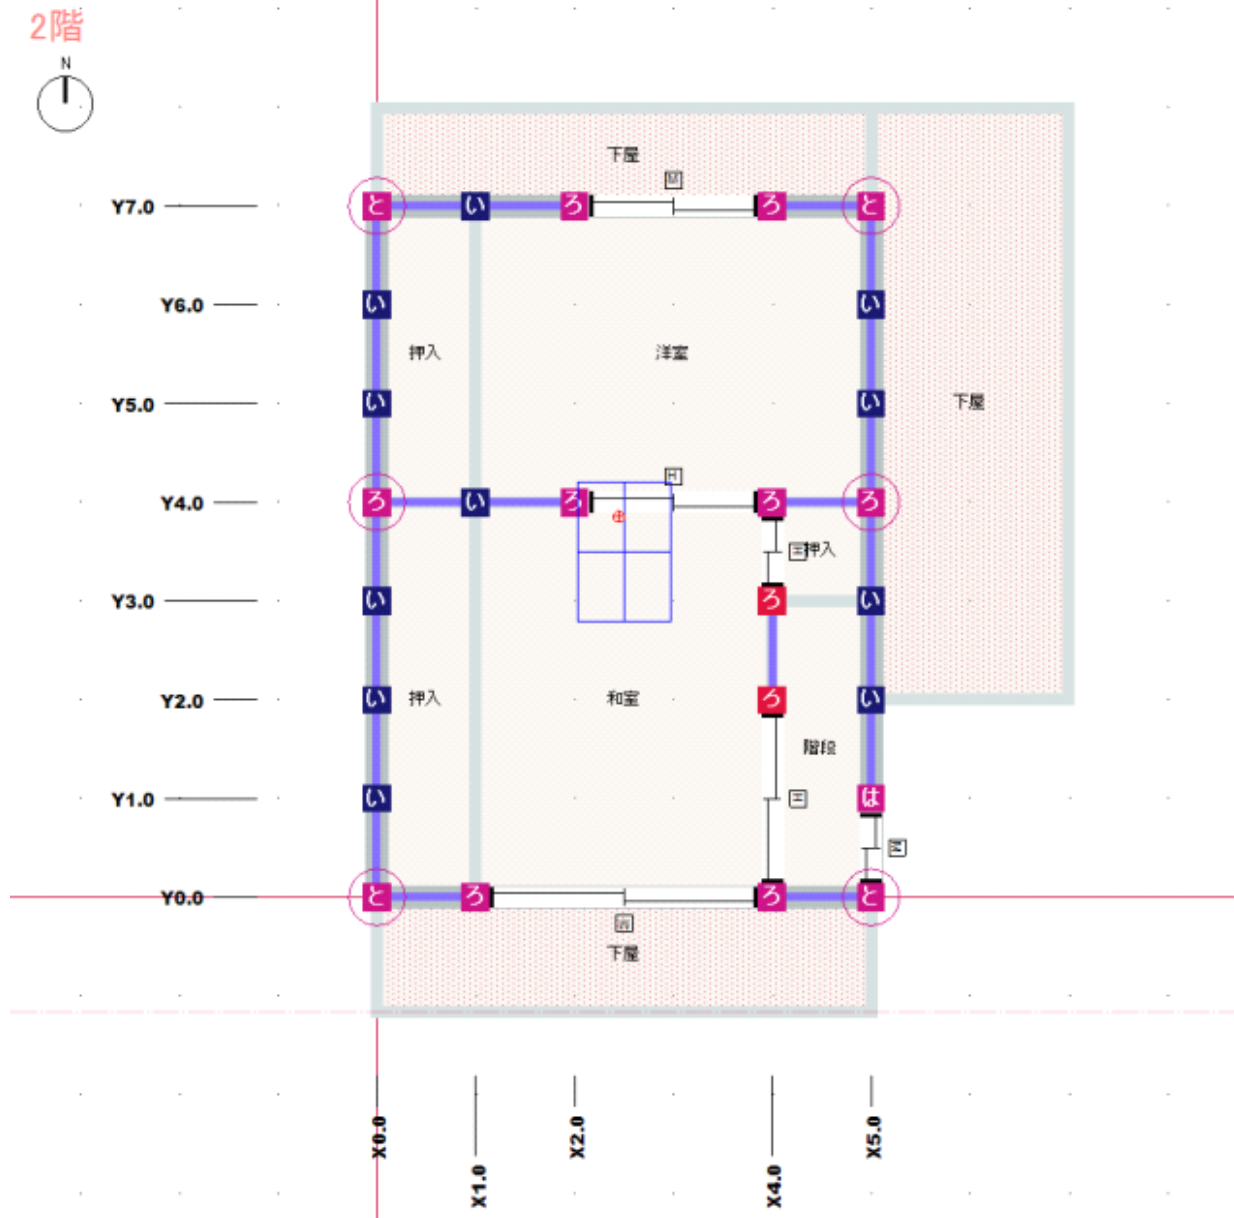 2階
N
下屋
M
Y7.0
と い ろ ろ と
Y6.0
い い
押入 洋室
Y5.0
い い
下屋
H
Y4.0
ろ い ろ ろ ろ
H 押入
Y3.0
い ろ い
Y2.0
い 押入 和室 ろ い
階段
Y1.0
い H は
M
Y0.0
と ろ ろ と
下屋
X0.0
X1.0
X2.0
X4.0
X5.0